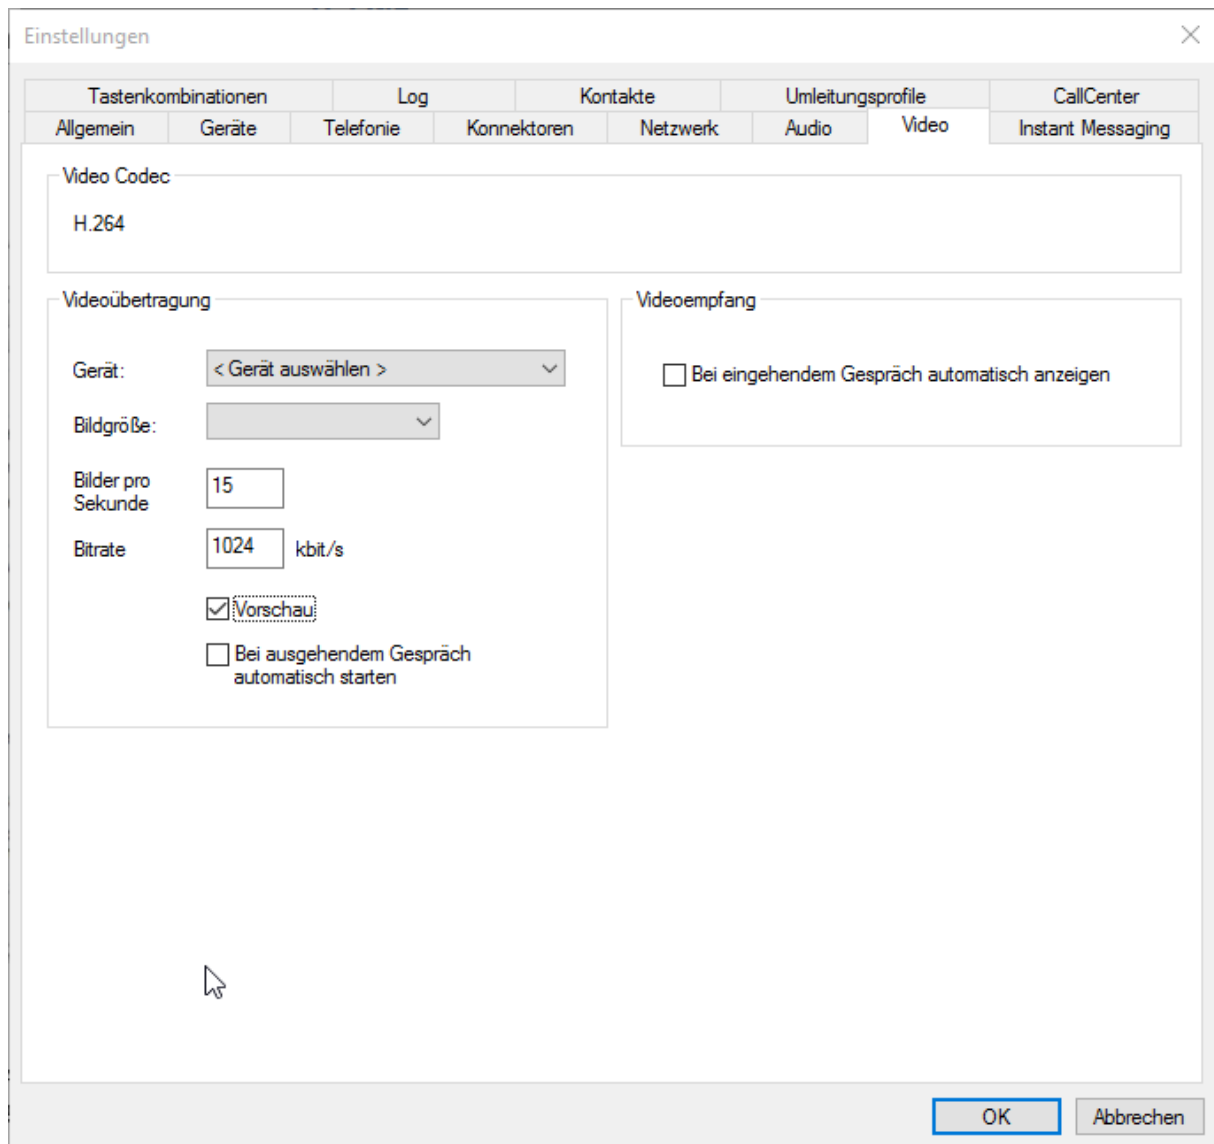 Einstellungen
Tastenkombinationen Log Kontakte Umleitungsprofile CallCenter
Allgemein Geräte Telefonie Konnektoren Netzwerk Audio Video Instant Messaging
Video Codec
H.264
Videoübertragung
Gerät: < Gerät auswählen >
Bildgröße:
Bilder pro
Sekunde
15
Bitrate 1024 kbit/s
Vorschau
Bei ausgehendem Gespräch
automatisch starten
Videoempfang
Bei eingehendem Gespräch automatisch anzeigen
OK Abbrechen